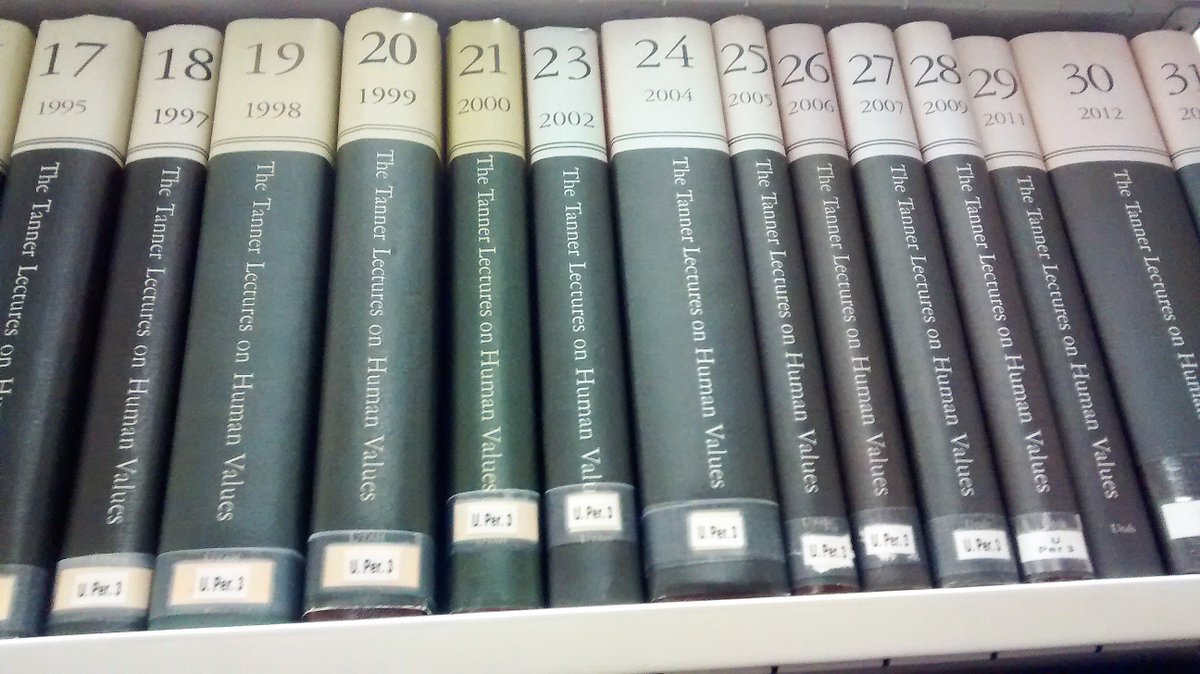 17
1995
The Tanner Lectures on Human
18
1997
The Tanner Lectures on Human Values
U. Per. 3
19
1998
The Tanner Lectures on Human Values
U. Per. 3
20
1999
The Tanner Lectures on Human Values
U. Per. 3
21
2000
The Tanner Lectures on Human Values
U. Per. 3
23
2002
The Tanner Lectures on Human Val
U. Per. 3
24
2004
The Tanner Lectures on Human Values
U. Per. 3
25
2005
The Tanner Lectures on Human Values
U. Per. 3
26
2006
The Tanner Lectures on Human Values
U. Per. 3
27
2007
The Tanner Lectures on Human Values
U. Per. 3
28
2009
The Tanner Lectures on Human Values
U
Per 3
29
2011
The Tanner Lectures on Human Values
Utah
30
2012
The Tanner Lectures on Human Values
31
20